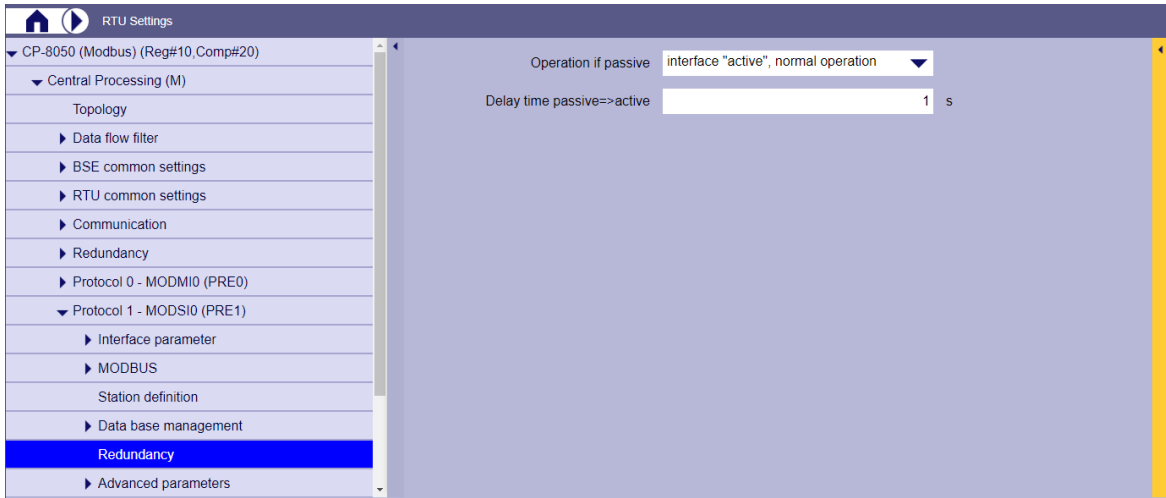 RTU Settings
CP-8050 (Modbus) (Reg#10,Comp#20)
Central Processing (M)
Topology
Data flow filter
BSE common settings
RTU common settings
Communication
Redundancy
Protocol 0 - MODMI0 (PRE0)
Protocol 1 - MODSI0 (PRE1)
Interface parameter
MODBUS
Station definition
Data base management
Redundancy
Advanced parameters
Operation if passive interface "active", normal operation
Delay time passive=>active 1 s